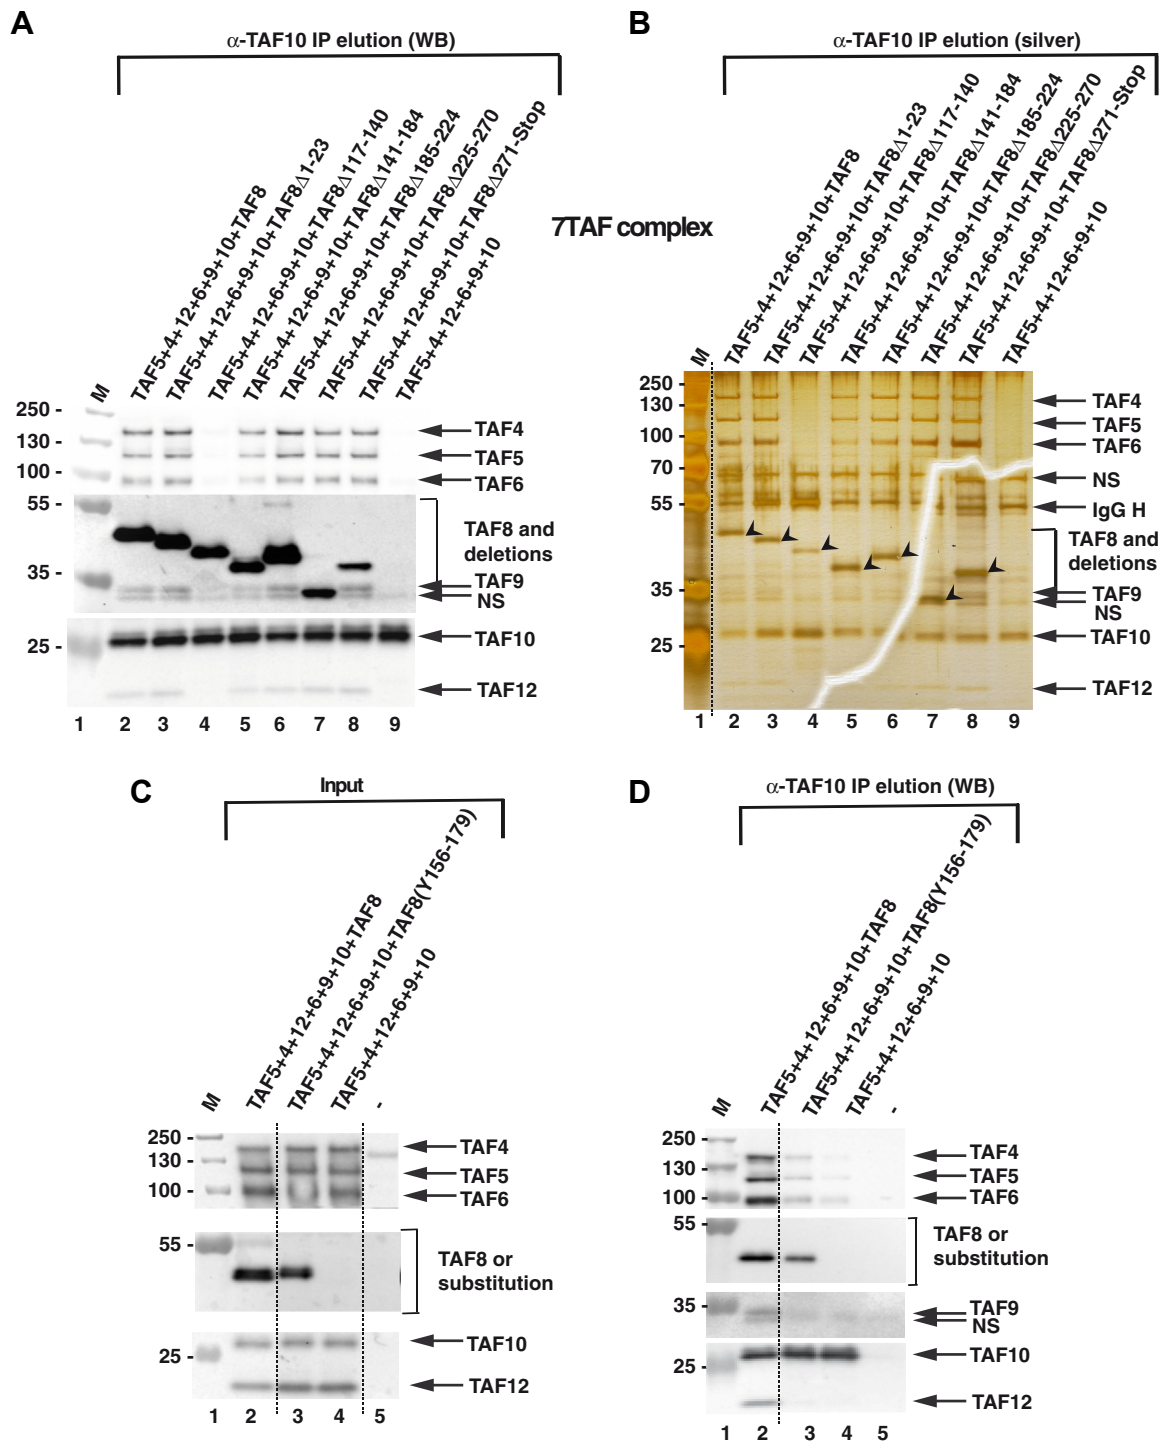 A
α-TAF10 IP elution (WB)
M
TAF5+4+12+6+9+10+TAF8
TAF5+4+12+6+9+10+TAF8Δ1-23
TAF5+4+12+6+9+10+TAF8Δ117-140
TAF5+4+12+6+9+10+TAF8Δ141-184
TAF5+4+12+6+9+10+TAF8Δ185-224
TAF5+4+12+6+9+10+TAF8Δ225-270
TAF5+4+12+6+9+10+TAF8Δ271-Stop
TAF5+4+12+6+9+10
250 -
130 -
100 -
55 -
35 -
25 -
TAF4
TAF5
TAF6
TAF8 and
deletions
TAF9
NS
TAF10
TAF12
1 2 3 4 5 6 7 8 9
7TAF complex
B
α-TAF10 IP elution (silver)
M
TAF5+4+12+6+9+10+TAF8
TAF5+4+12+6+9+10+TAF8Δ1-23
TAF5+4+12+6+9+10+TAF8Δ117-140
TAF5+4+12+6+9+10+TAF8Δ141-184
TAF5+4+12+6+9+10+TAF8Δ185-224
TAF5+4+12+6+9+10+TAF8Δ225-270
TAF5+4+12+6+9+10+TAF8Δ271-Stop
TAF5+4+12+6+9+10
250 -
130 -
100 -
70 -
55 -
35 -
25 -
TAF4
TAF5
TAF6
NS
IgG H
TAF8 and
deletions
TAF9
NS
TAF10
TAF12
1 2 3 4 5 6 7 8 9
C
Input
M
TAF5+4+12+6+9+10+TAF8
TAF5+4+12+6+9+10+TAF8(Y156-179)
TAF5+4+12+6+9+10
-
250 -
130 -
100 -
55 -
25 -
TAF4
TAF5
TAF6
TAF8 or
substitution
TAF10
TAF12
1 2 3 4 5
D
α-TAF10 IP elution (WB)
M
TAF5+4+12+6+9+10+TAF8
TAF5+4+12+6+9+10+TAF8(Y156-179)
TAF5+4+12+6+9+10
-
250 -
130 -
100 -
55 -
35 -
25 -
TAF4
TAF5
TAF6
TAF8 or
substitution
TAF9
NS
TAF10
TAF12
1 2 3 4 5